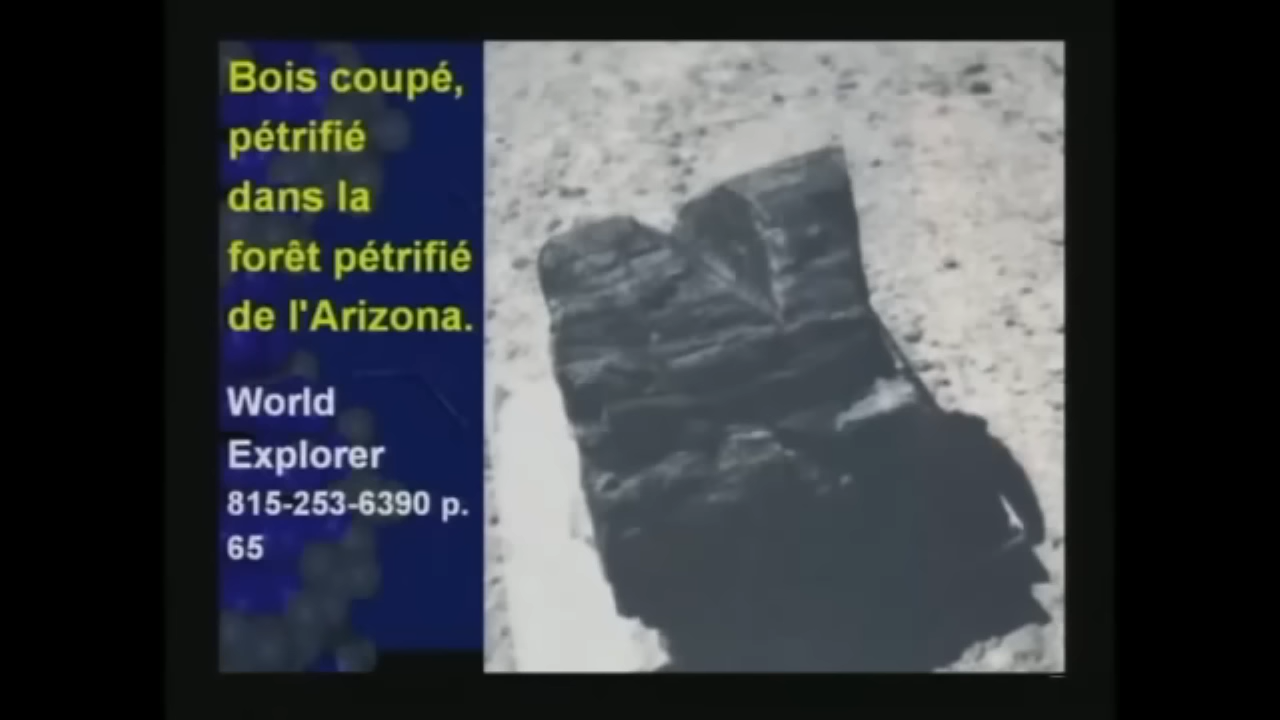 Bois coupé,
pétrifié
dans la
forêt pétrifié
de l'Arizona.
World
Explorer
815-253-6390 p.
65